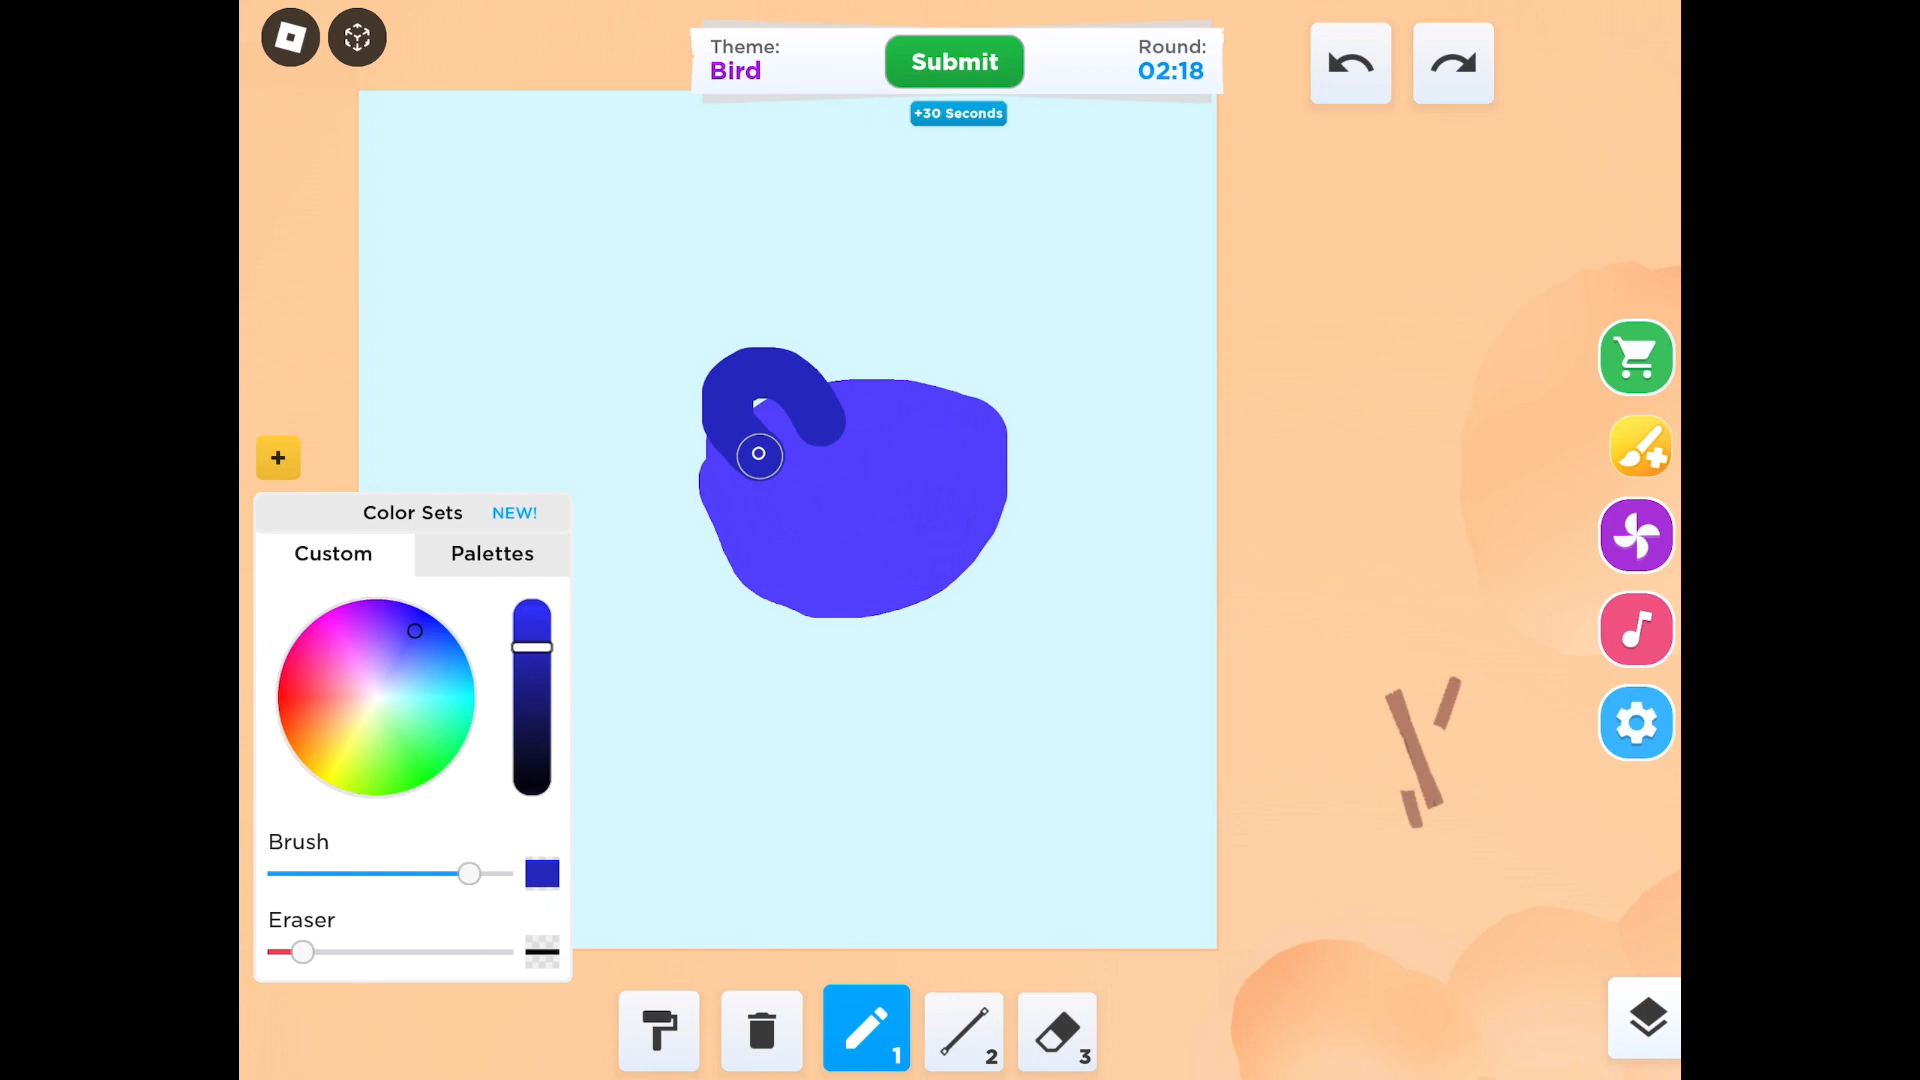 Theme:
Bird
Submit
Round:
02:18
+30 Seconds
+
Color Sets NEW!
Custom
Palettes
Brush
Eraser
1
2
3